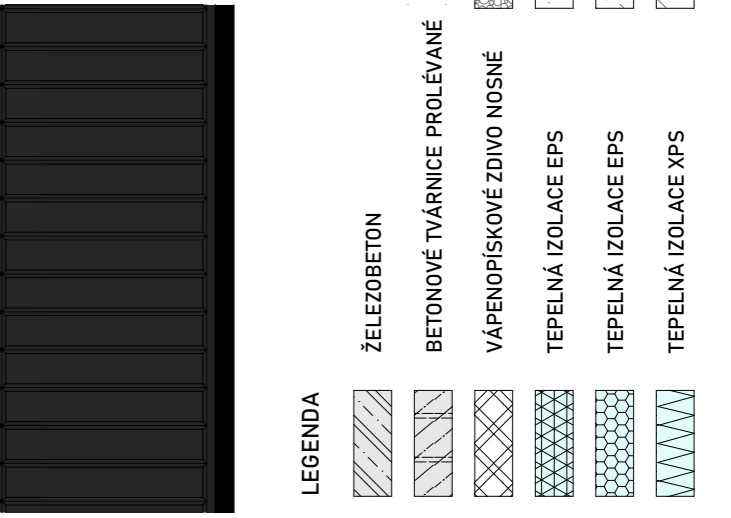 LEGENDA
ŽELEZOBETON
BETONOVÉ TVÁRNICE PROLÉVANÉ
VÁPENOPÍSKOVÉ ZDIVO NOSNÉ
TEPELNÁ IZOLACE EPS
TEPELNÁ IZOLACE EPS
TEPELNÁ IZOLACE XPS